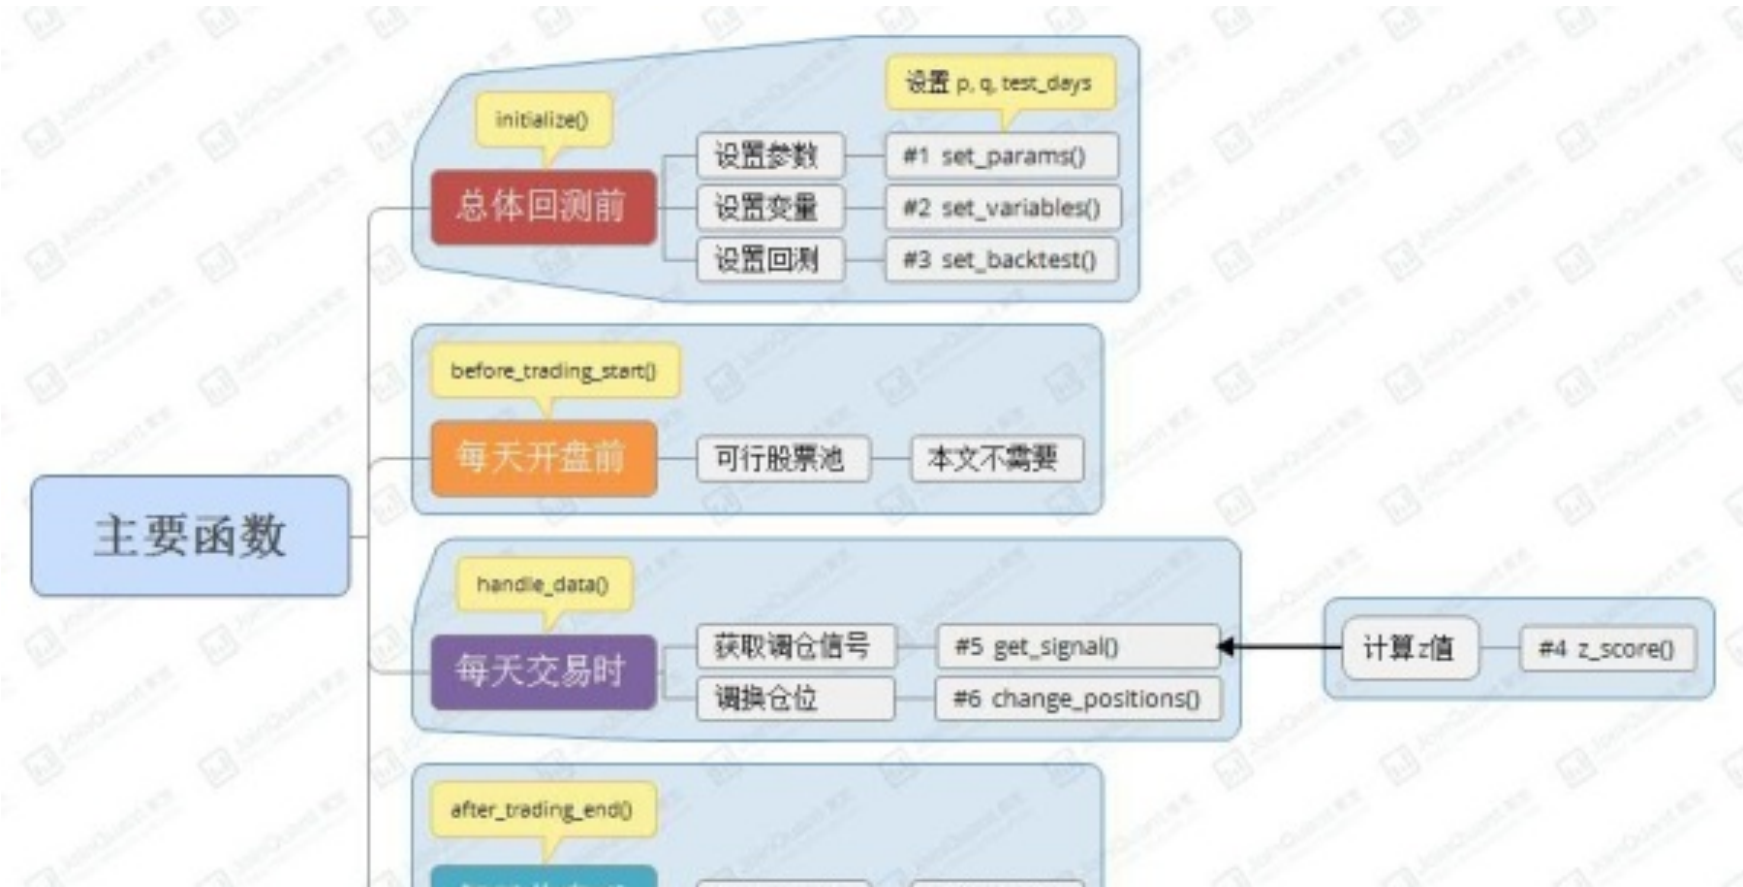 主要函数
initialize()
总体回测前
设置 p, q, test_days
设置参数
#1 set_params()
设置变量
#2 set_variables()
设置回测
#3 set_backtest()
before_trading_start()
每天开盘前
可行股票池
本文不需要
handle_data()
每天交易时
获取调仓信号
#5 get_signal()
计算z值
#4 z_score()
调换仓位
#6 change_positions()
after_trading_end()